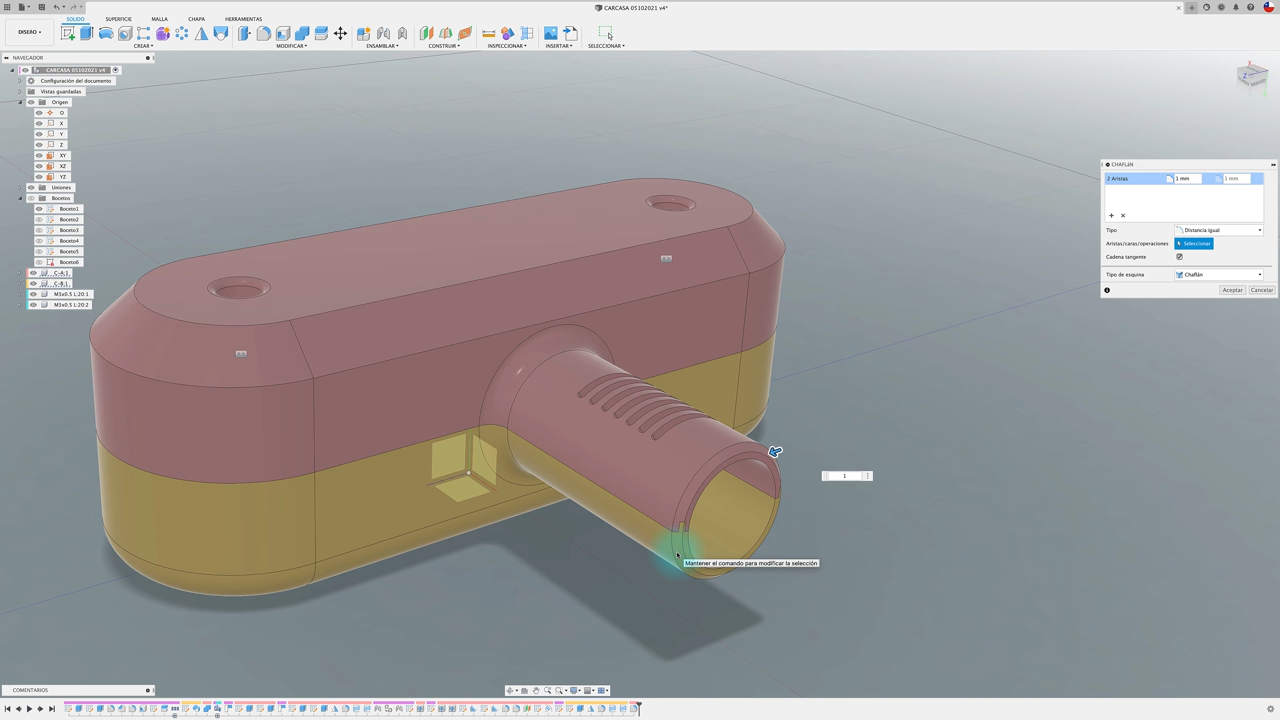 CARCASA 05102021 v4*
DISEÑO
SÓLIDO
SUPERFICIE
MALLA
CHAPA
HERRAMIENTAS
CREAR
MODIFICAR
ENSAMBLAR
CONSTRUIR
INSPECCIONAR
INSERTAR
SELECCIONAR
NAVEGADOR
CARCASA 05102021 v4
Configuración del documento
Vistas guardadas
Origen
O
X
Y
Z
XY
XZ
YZ
Uniones
Bocetos
Boceto1
Boceto2
Boceto3
Boceto4
Boceto5
Boceto6
C-A:1
C-B:1
M3x0.5 L:20:1
M3x0.5 L:20:2
CHAFLÁN
2 Aristas
1 mm
1 mm
Tipo
Distancia igual
Aristas/caras/operaciones
Seleccionar
Cadena tangente
Tipo de esquina
Chaflán
Aceptar
Cancelar
1
Mantener el comando para modificar la selección
COMENTARIOS